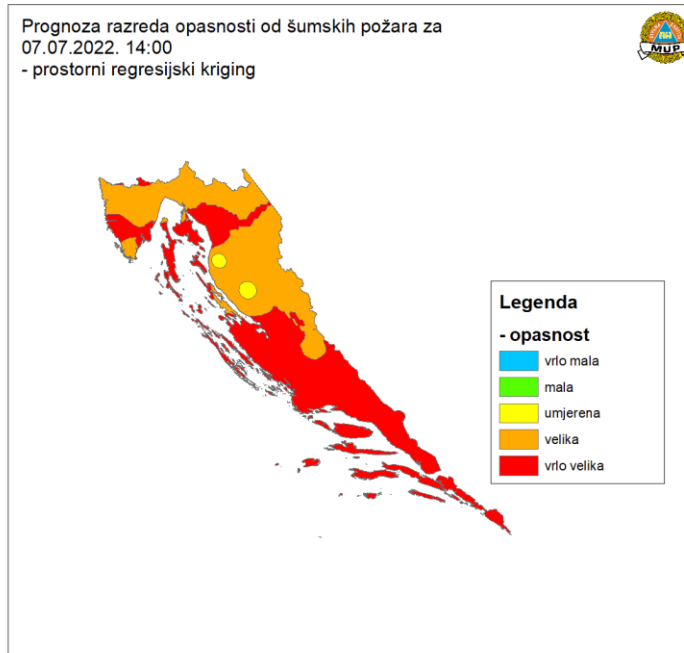 Prognoza razreda opasnosti od šumskih požara za
07.07.2022. 14:00
- prostorni regresijski kriging
MUP
Legenda
- opasnost
vrlo mala
mala
umjerena
velika
vrlo velika